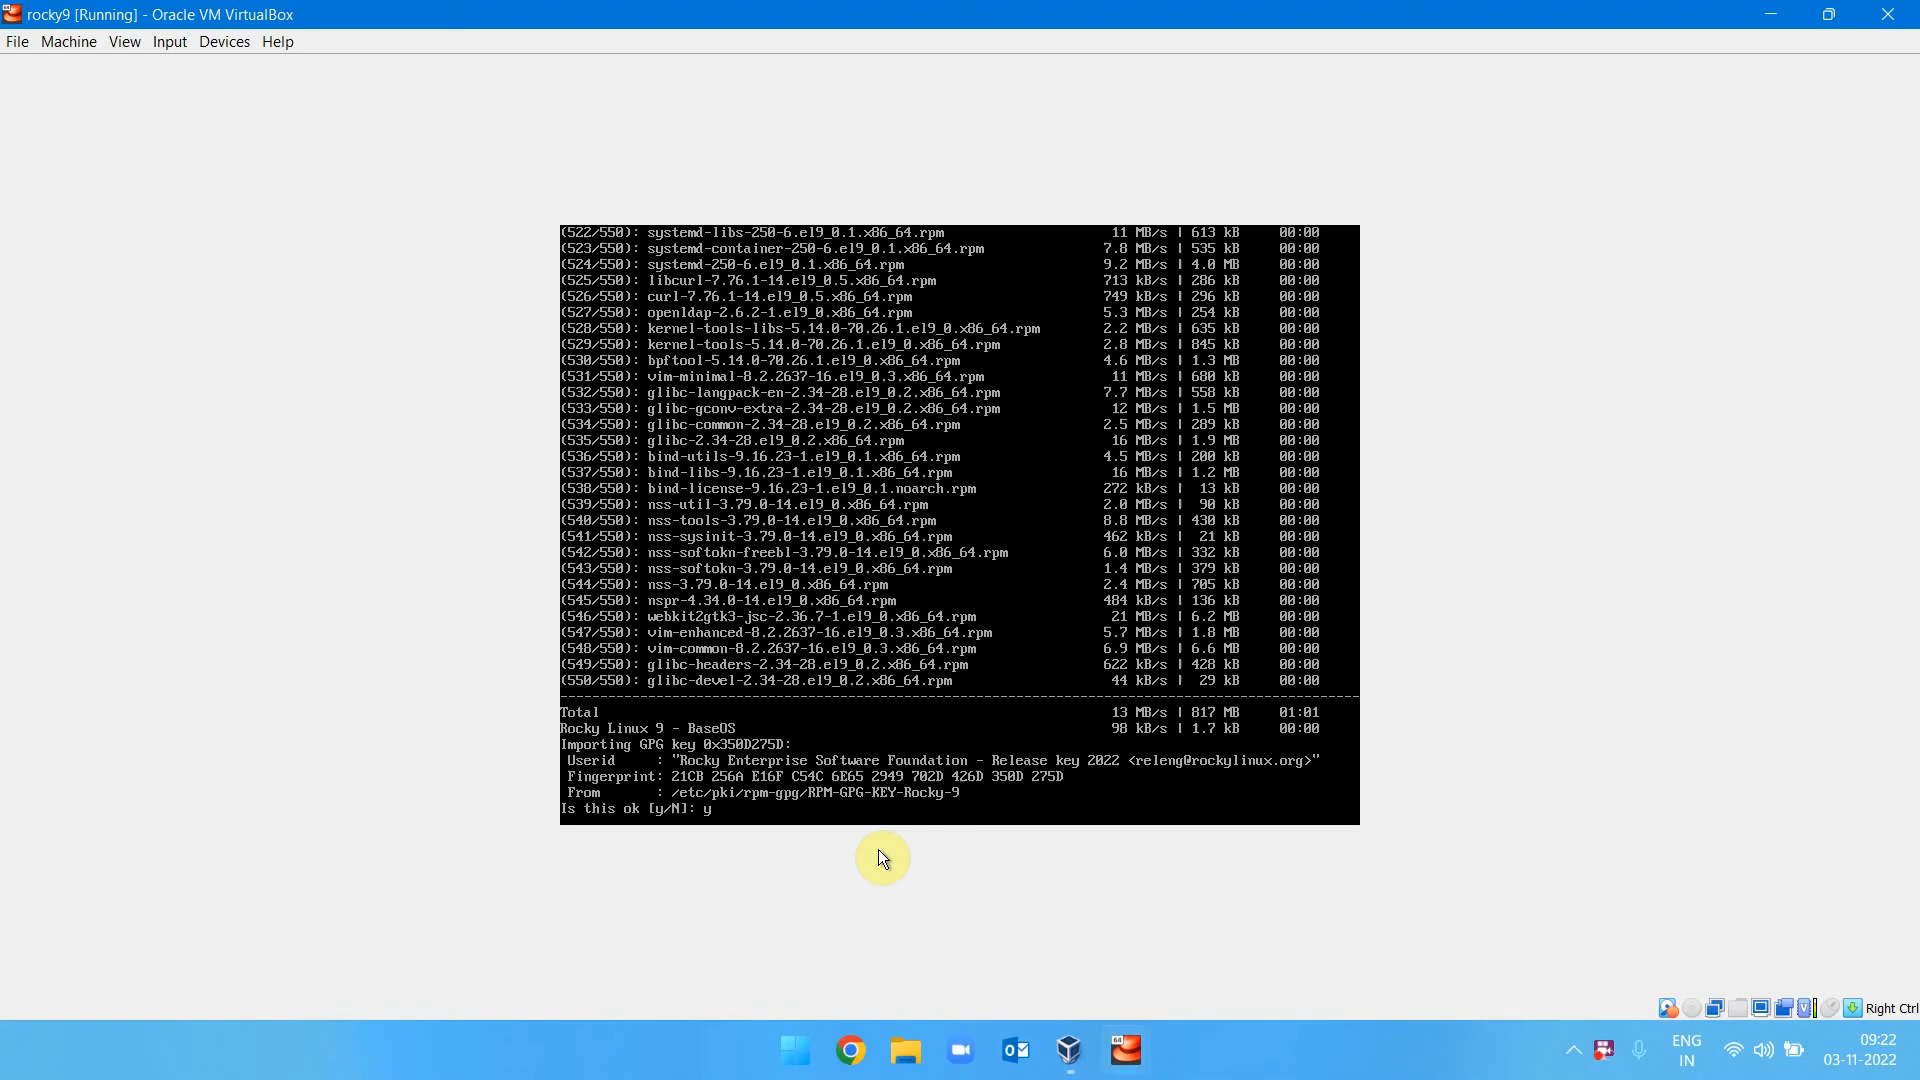 rocky9 [Running] - Oracle VM VirtualBox
File Machine View Input Devices Help
(522/550): systemd-libs-250-6.el9_0.1.x86_64.rpm 11 MB/s | 613 kB 00:00
(523/550): systemd-container-250-6.el9_0.1.x86_64.rpm 7.8 MB/s | 535 kB 00:00
(524/550): systemd-250-6.el9_0.1.x86_64.rpm 9.2 MB/s | 4.0 MB 00:00
(525/550): libcurl-7.76.1-14.el9_0.5.x86_64.rpm 713 kB/s | 286 kB 00:00
(526/550): curl-7.76.1-14.el9_0.5.x86_64.rpm 749 kB/s | 296 kB 00:00
(527/550): openldap-2.6.2-1.el9_0.x86_64.rpm 5.3 MB/s | 254 kB 00:00
(528/550): kernel-tools-libs-5.14.0-70.26.1.el9_0.x86_64.rpm 2.2 MB/s | 635 kB 00:00
(529/550): kernel-tools-5.14.0-70.26.1.el9_0.x86_64.rpm 2.8 MB/s | 845 kB 00:00
(530/550): bpftool-5.14.0-70.26.1.el9_0.x86_64.rpm 4.6 MB/s | 1.3 MB 00:00
(531/550): vim-minimal-8.2.2637-16.el9_0.3.x86_64.rpm 11 MB/s | 680 kB 00:00
(532/550): glibc-langpack-en-2.34-28.el9_0.2.x86_64.rpm 7.7 MB/s | 558 kB 00:00
(533/550): glibc-gconv-extra-2.34-28.el9_0.2.x86_64.rpm 12 MB/s | 1.5 MB 00:00
(534/550): glibc-common-2.34-28.el9_0.2.x86_64.rpm 2.5 MB/s | 289 kB 00:00
(535/550): glibc-2.34-28.el9_0.2.x86_64.rpm 16 MB/s | 1.9 MB 00:00
(536/550): bind-utils-9.16.23-1.el9_0.1.x86_64.rpm 4.5 MB/s | 200 kB 00:00
(537/550): bind-libs-9.16.23-1.el9_0.1.x86_64.rpm 16 MB/s | 1.2 MB 00:00
(538/550): bind-license-9.16.23-1.el9_0.1.noarch.rpm 272 kB/s | 13 kB 00:00
(539/550): nss-util-3.79.0-14.el9_0.x86_64.rpm 2.0 MB/s | 90 kB 00:00
(540/550): nss-tools-3.79.0-14.el9_0.x86_64.rpm 8.8 MB/s | 430 kB 00:00
(541/550): nss-sysinit-3.79.0-14.el9_0.x86_64.rpm 462 kB/s | 21 kB 00:00
(542/550): nss-softokn-freebl-3.79.0-14.el9_0.x86_64.rpm 6.0 MB/s | 332 kB 00:00
(543/550): nss-softokn-3.79.0-14.el9_0.x86_64.rpm 1.4 MB/s | 379 kB 00:00
(544/550): nss-3.79.0-14.el9_0.x86_64.rpm 2.4 MB/s | 705 kB 00:00
(545/550): nspr-4.34.0-14.el9_0.x86_64.rpm 484 kB/s | 136 kB 00:00
(546/550): webkit2gtk3-jsc-2.36.7-1.el9_0.x86_64.rpm 21 MB/s | 6.2 MB 00:00
(547/550): vim-enhanced-8.2.2637-16.el9_0.3.x86_64.rpm 5.7 MB/s | 1.8 MB 00:00
(548/550): vim-common-8.2.2637-16.el9_0.3.x86_64.rpm 6.9 MB/s | 6.6 MB 00:00
(549/550): glibc-headers-2.34-28.el9_0.2.x86_64.rpm 622 kB/s | 428 kB 00:00
(550/550): glibc-devel-2.34-28.el9_0.2.x86_64.rpm 44 kB/s | 29 kB 00:00
--------------------------------------------------------------------------------
Total 13 MB/s | 817 MB 01:01
Rocky Linux 9 - BaseOS 98 kB/s | 1.7 kB 00:00
Importing GPG key 0x350D275D:
Userid : "Rocky Enterprise Software Foundation - Release key 2022 <releng@rockylinux.org>"
Fingerprint: 21CB 256A E16F C54C 6E65 2949 702D 426D 350D 275D
From : /etc/pki/rpm-gpg/RPM-GPG-KEY-Rocky-9
Is this ok [y/N]: y
Right Ctrl
64
ENG
IN
09:22
03-11-2022